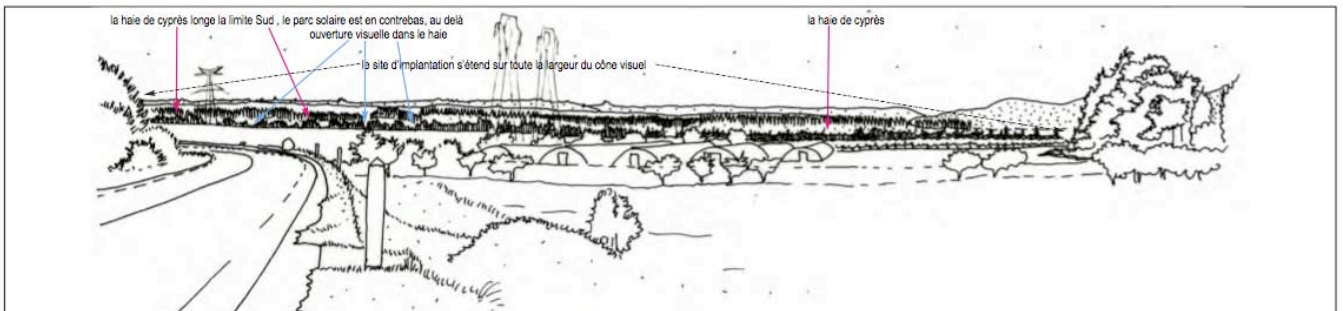 la haie de cyprès longe la limite Sud , le parc solaire est en contrebas, au delà
ouverture visuelle dans le haie
la haie de cyprès
le site d'implantation s'étend sur toute la largeur du cône visuel